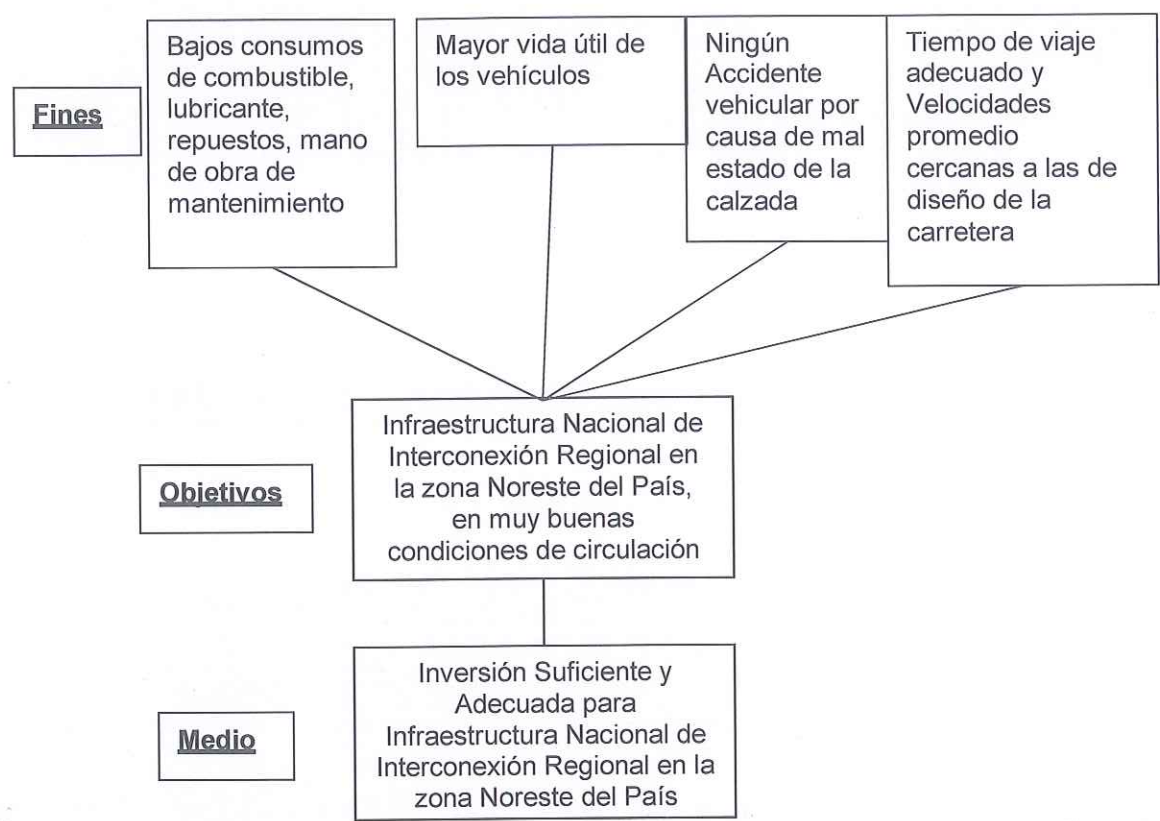 Fines
Bajos consumos
de combustible,
lubricante,
repuestos, mano
de obra de
mantenimiento
Mayor vida útil de
los vehículos
Ningún
Accidente
vehicular por
causa de mal
estado de la
calzada
Tiempo de viaje
adecuado y
Velocidades
promedio
cercanas a las de
diseño de la
carretera
Objetivos
Infraestructura Nacional de
Interconexión Regional en
la zona Noreste del País,
en muy buenas
condiciones de circulación
Medio
Inversión Suficiente y
Adecuada para
Infraestructura Nacional de
Interconexión Regional en la
zona Noreste del País